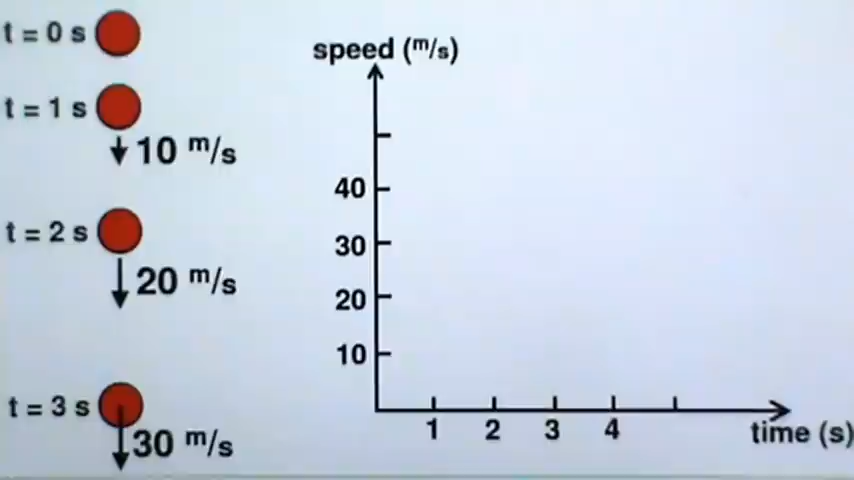 t = 0 s
t = 1 s
10 m/s
t = 2 s
20 m/s
t = 3 s
30 m/s
speed (m/s)
40
30
20
10
1 2 3 4
time (s)